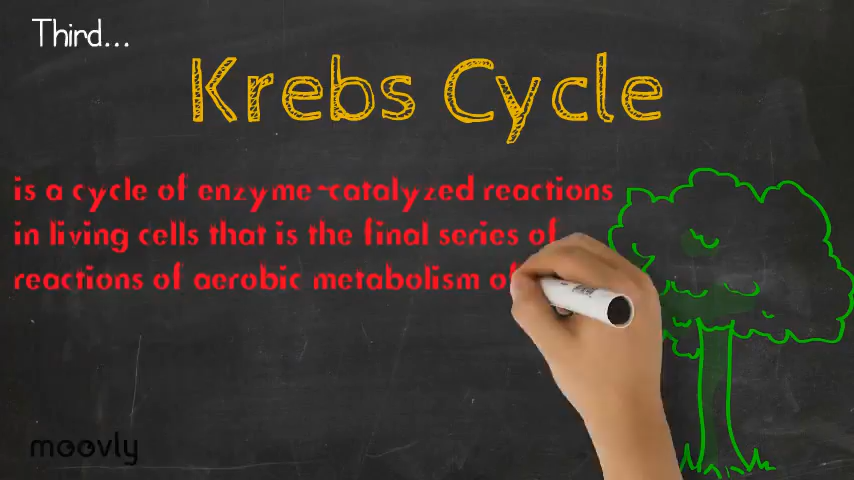 Third...
Krebs Cycle
is a cycle of enzyme-catalyzed reactions
in living cells that is the final series of
reactions of aerobic metabolism of
moovly